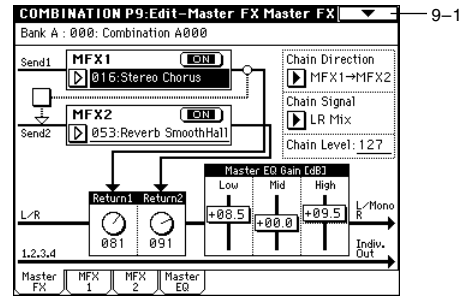 COMBINATION P9:Edit-Master FX Master FX
9–1
Bank A : 000: Combination A000
Send1
MFX1
ON
016:Stereo Chorus
Send2
MFX2
ON
053:Reverb SmoothHall
Chain Direction
MFX1→MFX2
Chain Signal
LR Mix
Chain Level: 127
Return1 Return2
081 091
Master EQ Gain [dB]
Low Mid High
+08.5 +00.0 +09.5
L/R
L/Mono
R
1.2.3.4
Indiv.
Out
Master FX
MFX 1
MFX 2
Master EQ